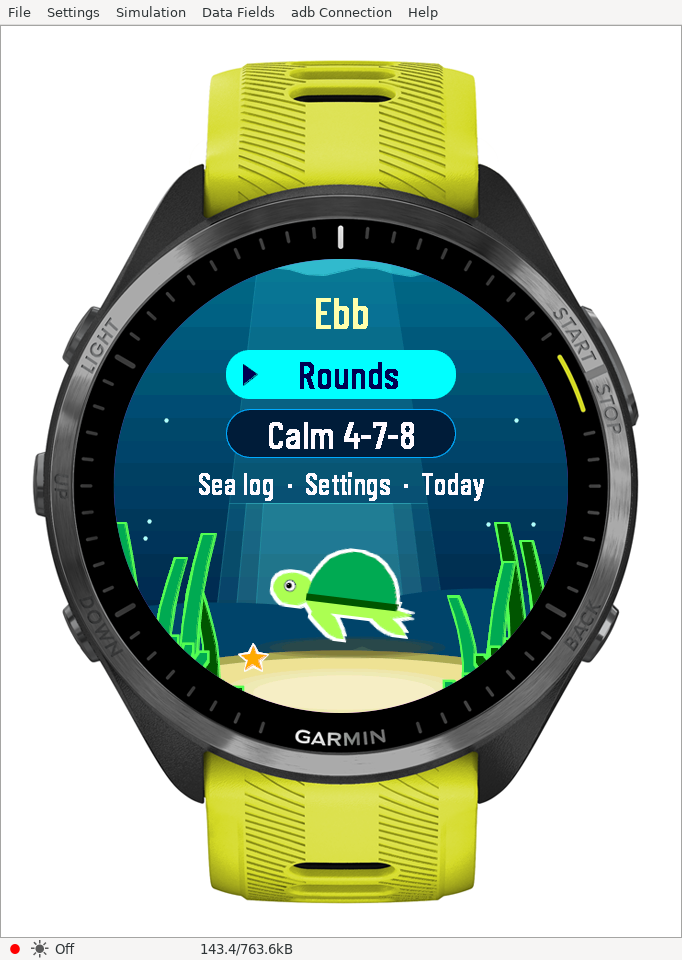 File Settings Simulation Data Fields adb Connection Help
LIGHT
START
STOP
UP
DOWN
BACK
Ebb
Rounds
Calm 4-7-8
Sea log · Settings · Today
GARMIN
Off 143.4/763.6kB